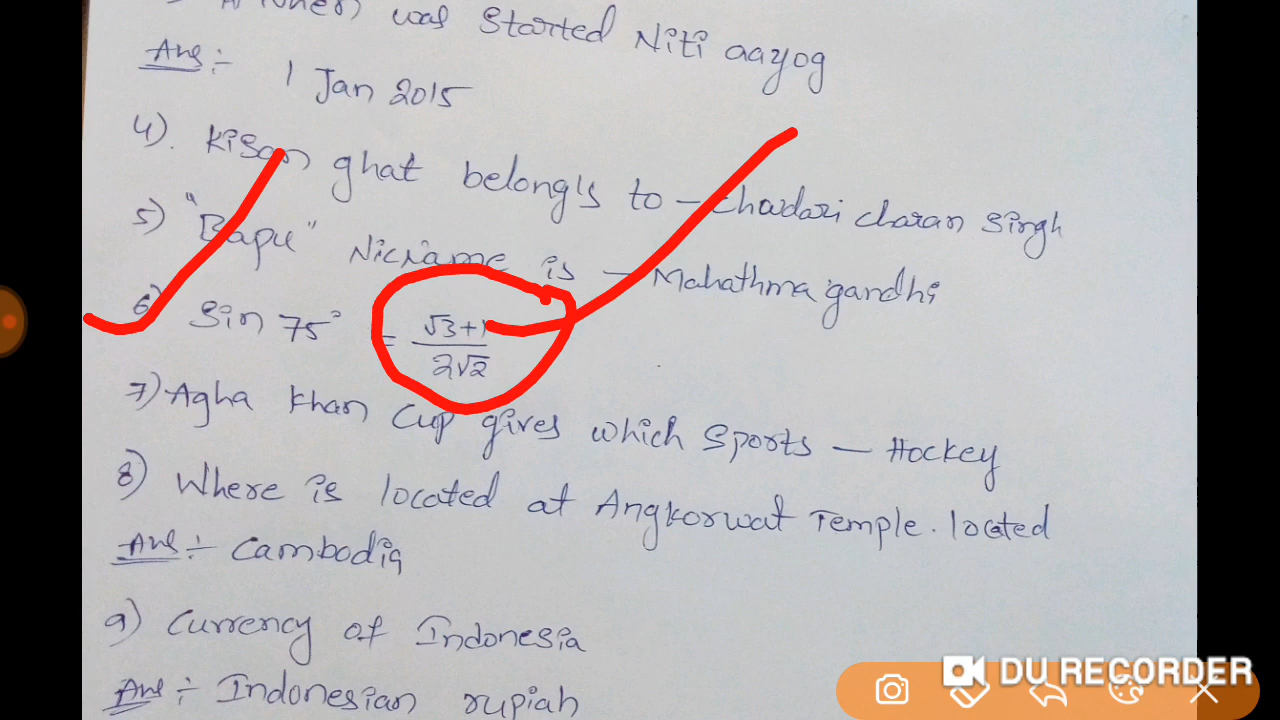 was started Niti aayog
Ans :- 1 Jan 2015
4). Kisan ghat belong's to - Chowdari charan singh
5) "Bapu" Nicname is - Mahathma gandhi
6) Sin 75° = √3+1 / 2√2
7) Agha Khan Cup gives which sports - Hockey
8) Where is located at Angkorwat Temple. located
Ans :- Cambodia
9) Currency of Indonesia
Ans :- Indonesian rupiah
DU RECORDER